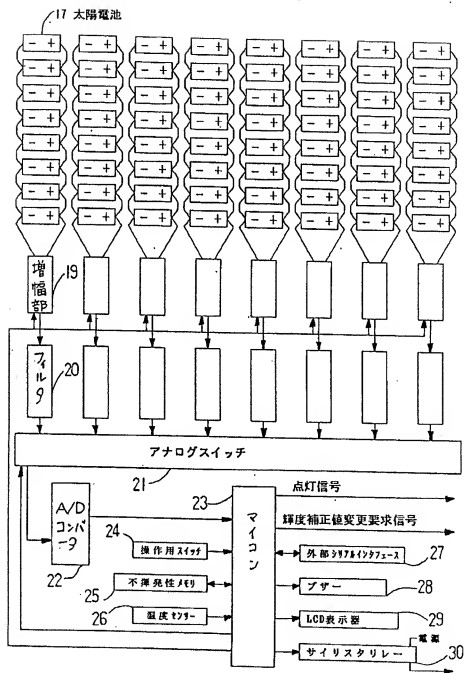 17 太陽電池
- + - + - + - + - + - + - + - +
- + - + - + - + - + - + - + - +
- + - + - + - + - + - + - + - +
- + - + - + - + - + - + - + - +
- + - + - + - + - + - + - + - +
- + - + - + - + - + - + - + - +
- + - + - + - + - + - + - + - +
- + - + - + - + - + - + - + - +
増幅部
19
フィルタ
20
アナログスイッチ
21
A/Dコンバータ
22
23
マイコン
点灯信号
輝度補正値変更要求信号
24
操作用スイッチ
25
不揮発性メモリ
26
温度センサー
外部シリアルインタフェース
27
ブザー
28
LCD表示器
29
電源
サイリスタリレー
30